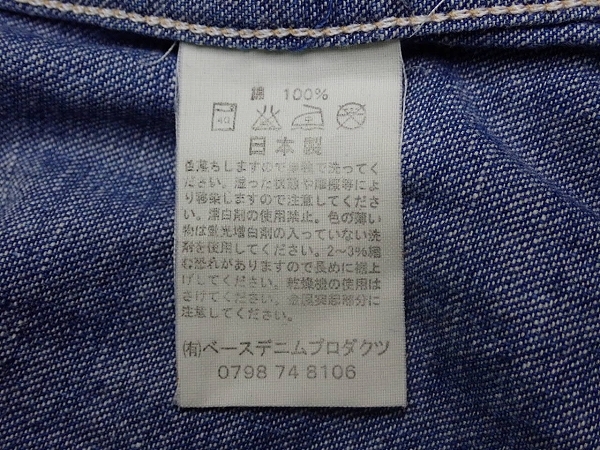 綿 100%
40
日本製
色落ちしますので単独で洗ってく
ださい。湿った状態や摩擦等によ
り移染しますので注意してくださ
い。漂白剤の使用禁止。色の薄い
物は蛍光増白剤の入っていない洗
剤を使用してください。2～3%縮
む恐れがありますので長めに裾上
げしてください。乾燥機の使用は
さけてください。金属突起部分に
注意してください。
(有)ベースデニムプロダクツ
0798 74 8106